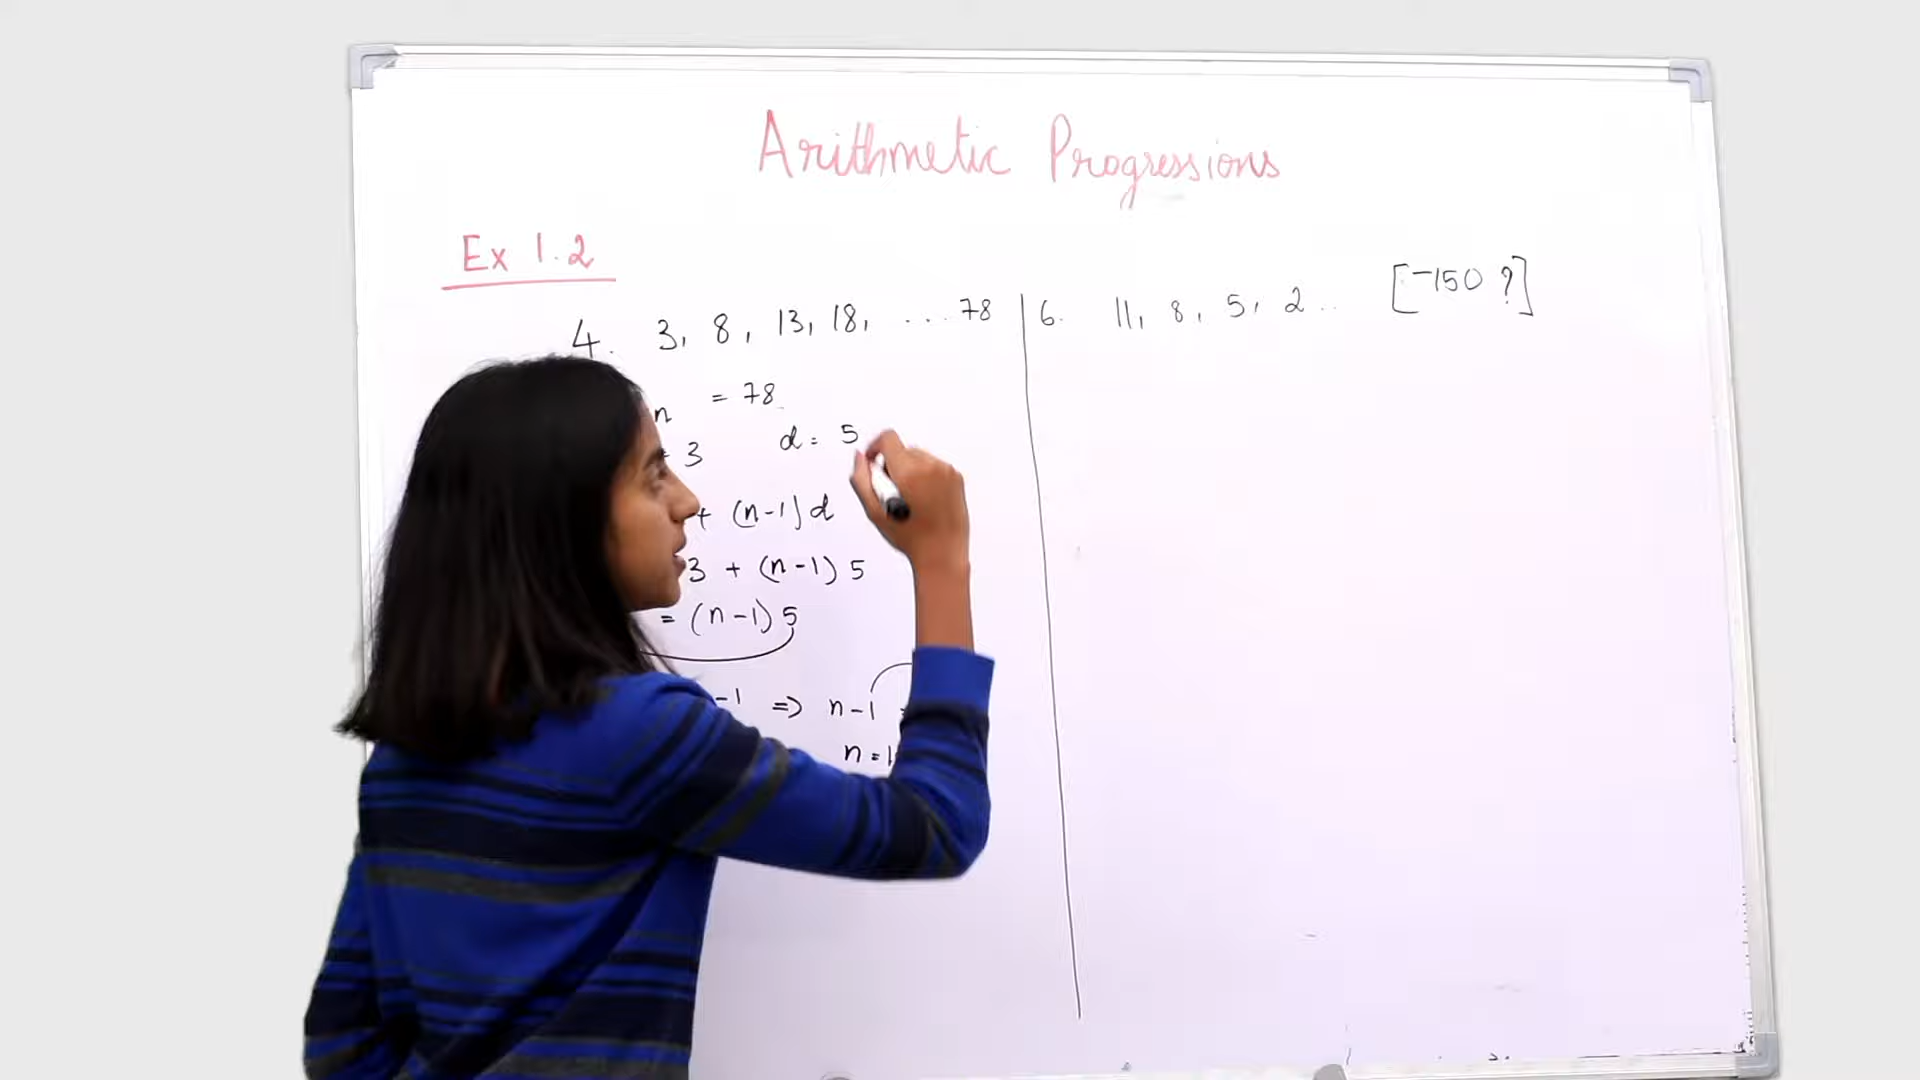 Arithmetic Progressions
Ex 1.2
4. 3, 8, 13, 18, ... 78
n = 78
3 d = 5
+ (n-1)d
3 + (n-1) 5
= (n-1) 5
-1 => n-1
n =
6. 11, 8, 5, 2 .. [-150 ?]